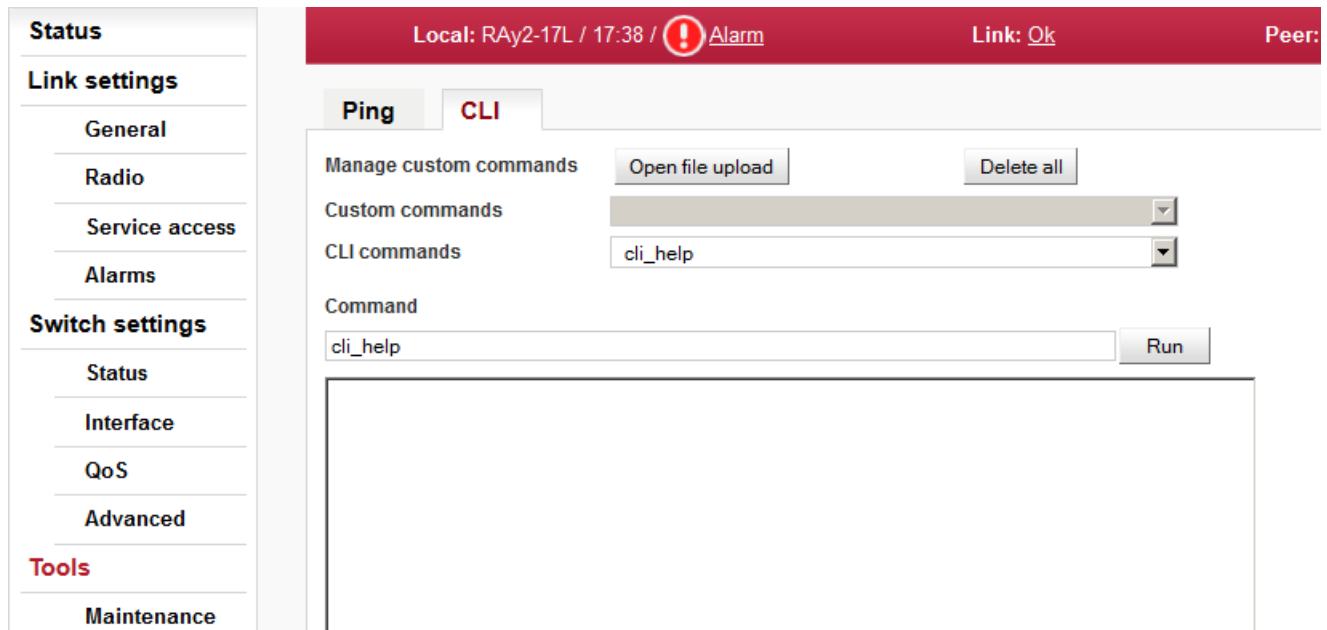 Status
Link settings
General
Radio
Service access
Alarms
Switch settings
Status
Interface
QoS
Advanced
Tools
Maintenance
Local: RAy2-17L / 17:38 / Alarm
Link: Ok
Peer:
Ping
CLI
Manage custom commands
Open file upload
Delete all
Custom commands
CLI commands
cli_help
Command
cli_help
Run